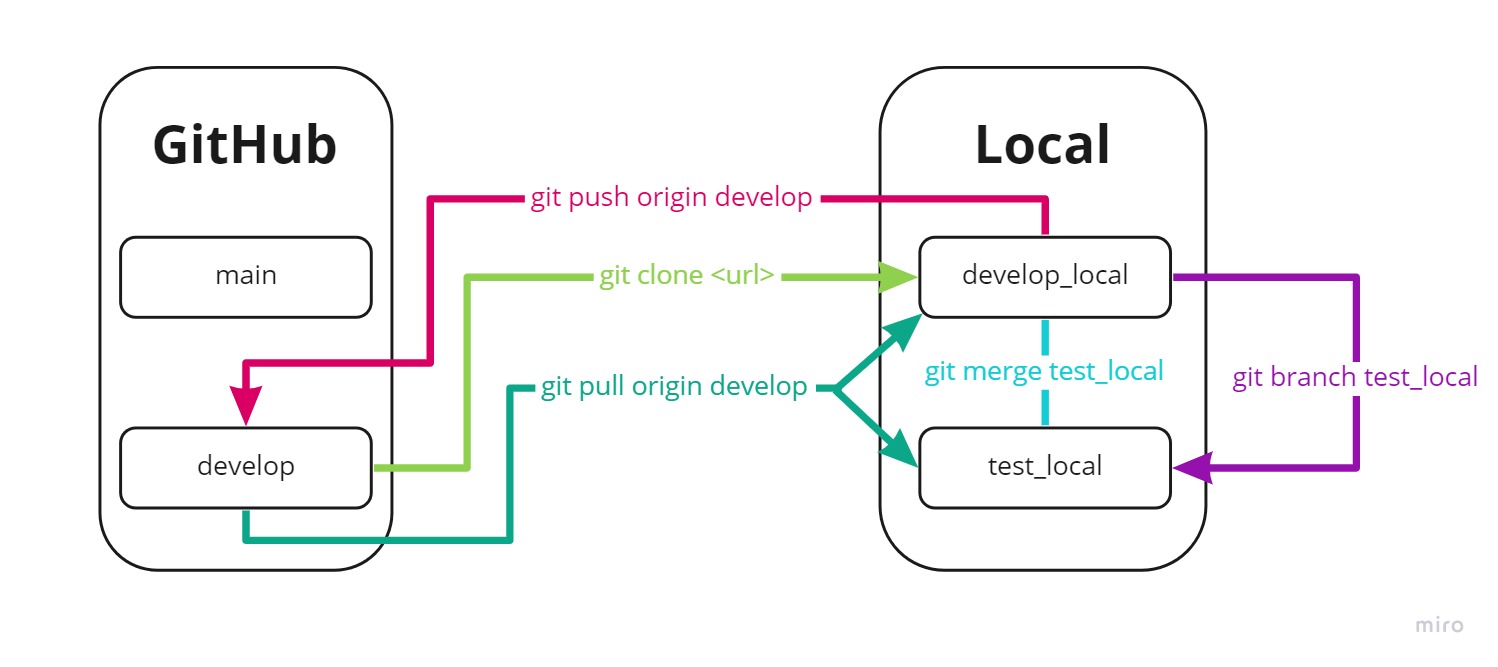 GitHub
Local
git push origin develop
main
git clone <url>
develop_local
git pull origin develop
git merge test_local
git branch test_local
develop
test_local
miro